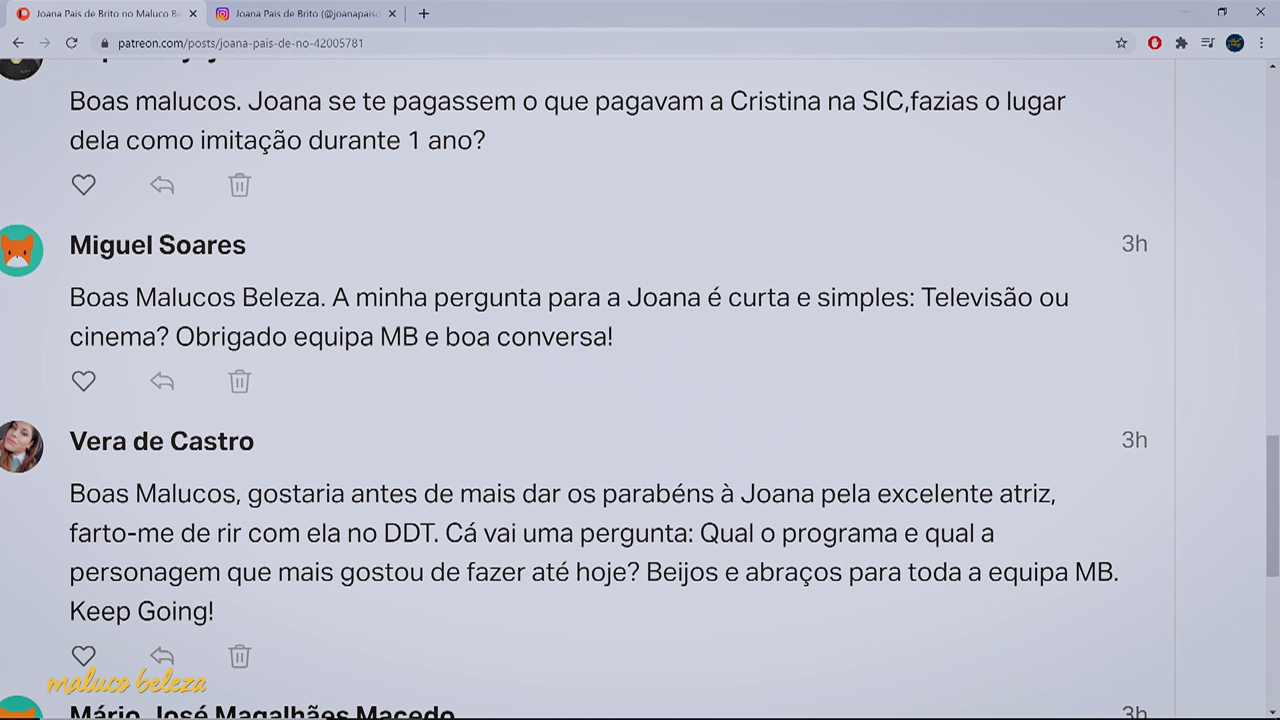 Joana Pais de Brito no Maluco Be
Joana Pais de Brito (@joanapaisd
patreon.com/posts/joana-pais-de-no-42005781
Boas malucos. Joana se te pagassem o que pagavam a Cristina na SIC,fazias o lugar
dela como imitação durante 1 ano?
Miguel Soares
3h
Boas Malucos Beleza. A minha pergunta para a Joana é curta e simples: Televisão ou
cinema? Obrigado equipa MB e boa conversa!
Vera de Castro
3h
Boas Malucos, gostaria antes de mais dar os parabéns à Joana pela excelente atriz,
farto-me de rir com ela no DDT. Cá vai uma pergunta: Qual o programa e qual a
personagem que mais gostou de fazer até hoje? Beijos e abraços para toda a equipa MB.
Keep Going!
maluco beleza
Mário José Magalhães Macedo
3h